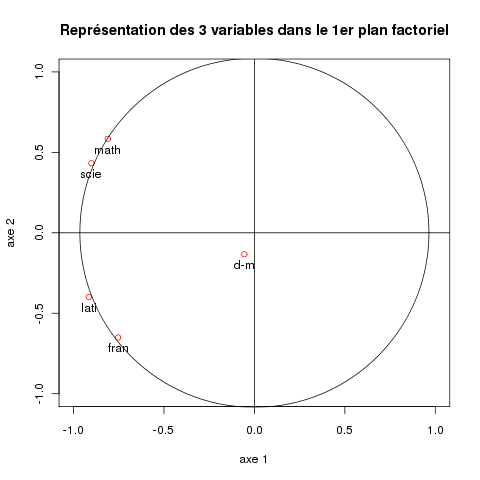 Représentation des 3 variables dans le 1er plan factoriel
1.0
0.5
0.0
-0.5
-1.0
axe 2
math
scie
d-m
lati
fran
-1.0 -0.5 0.0 0.5 1.0
axe 1